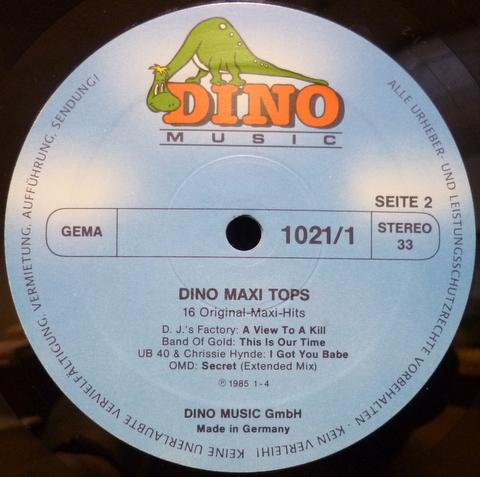 DINO
MUSIC
SEITE 2
GEMA
1021/1
STEREO
33
DINO MAXI TOPS
16 Original-Maxi-Hits
D. J.'s Factory: A View To A Kill
Band Of Gold: This Is Our Time
UB 40 & Chrissie Hynde: I Got You Babe
OMD: Secret (Extended Mix)
℗ 1985 1-4
DINO MUSIC GmbH
Made in Germany
ALLE URHEBER- UND LEISTUNGSSCHUTZRECHTE VORBEHALTEN · KEIN VERLEIH! KEINE UNERLAUBTE VERVIELFÄLTIGUNG, VERMIETUNG, AUFFÜHRUNG, SENDUNG!